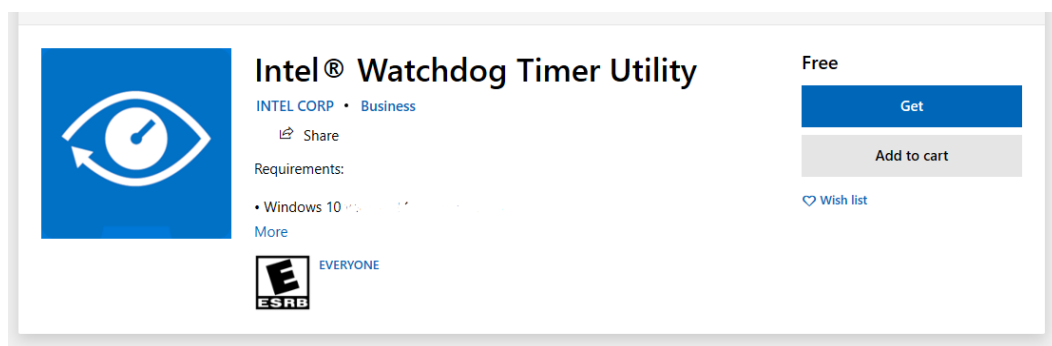 Intel® Watchdog Timer Utility
INTEL CORP • Business
Share
Requirements:
• Windows 10
More
E
ESRB
EVERYONE
Free
Get
Add to cart
Wish list